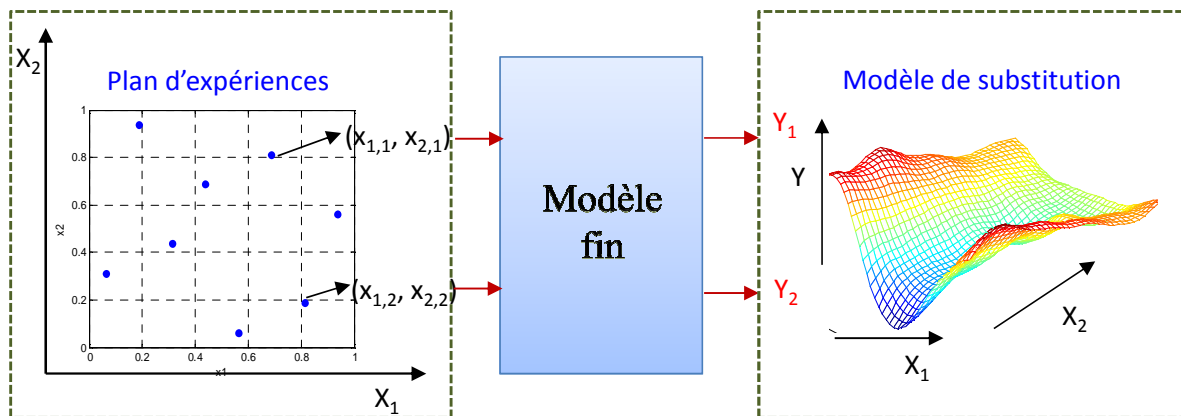 X2
Plan d’expériences
1
0.8
0.6
0.4
0.2
0
x2
0 0.2 0.4 0.6 0.8 1
x1
(x1,1, x2,1)
(x1,2, x2,2)
X1
Modèle
fin
Modèle de substitution
Y1
Y2
Y
X1
X2